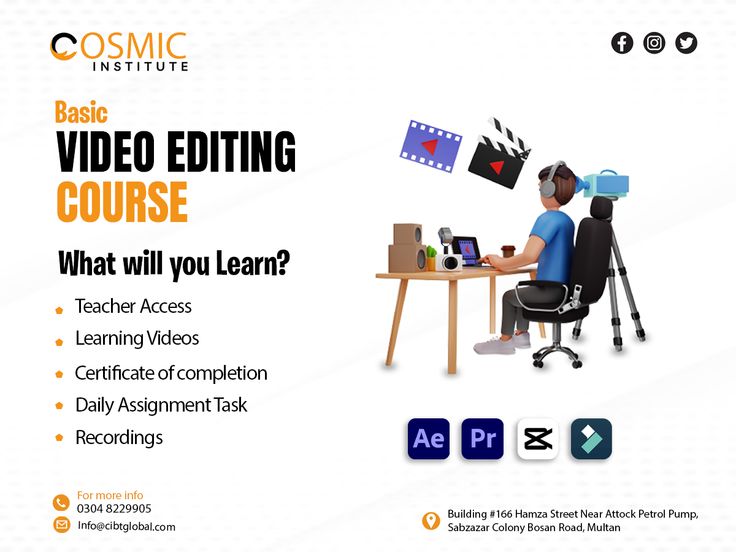 COSMIC
INSTITUTE
Basic
VIDEO EDITING
COURSE
What will you Learn?
Teacher Access
Learning Videos
Certificate of completion
Daily Assignment Task
Recordings
Ae Pr
For more info
0304 8229905
Info@cibtglobal.com
Building #166 Hamza Street Near Attock Petrol Pump,
Sabzazar Colony Bosan Road, Multan